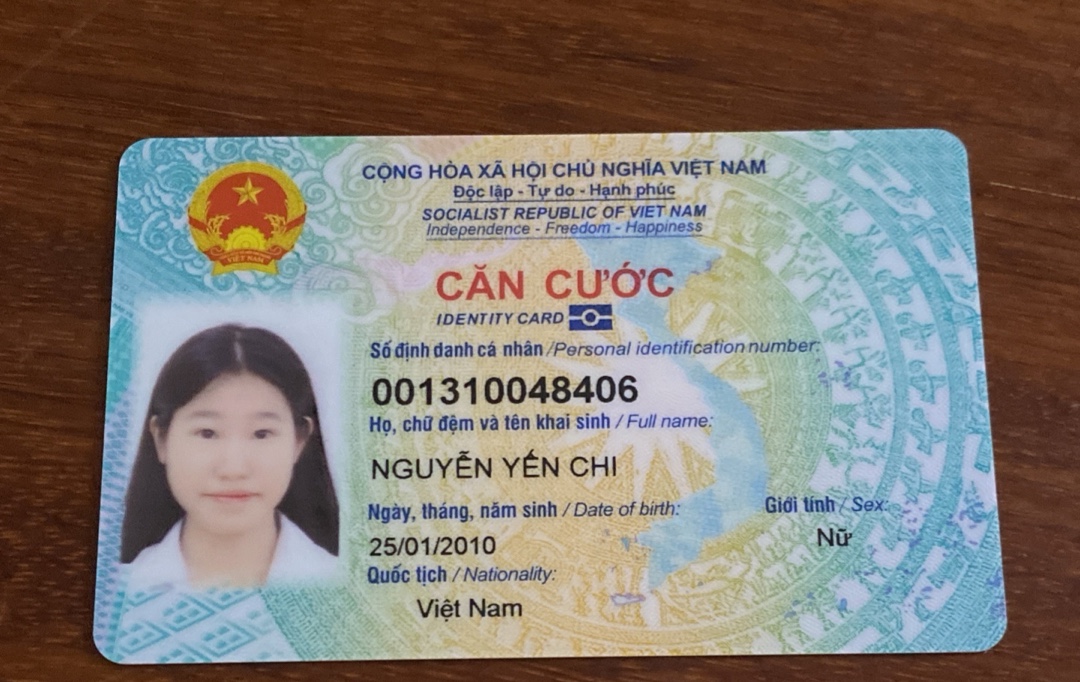 CỘNG HÒA XÃ HỘI CHỦ NGHĨA VIỆT NAM
Độc lập - Tự do - Hạnh phúc
SOCIALIST REPUBLIC OF VIET NAM
Independence - Freedom - Happiness
VIỆT NAM
CĂN CƯỚC
IDENTITY CARD
Số định danh cá nhân /Personal identification number:
001310048406
Họ, chữ đệm và tên khai sinh / Full name:
NGUYỄN YẾN CHI
Ngày, tháng, năm sinh / Date of birth:
Giới tính / Sex:
25/01/2010
Nữ
Quốc tịch / Nationality:
Việt Nam